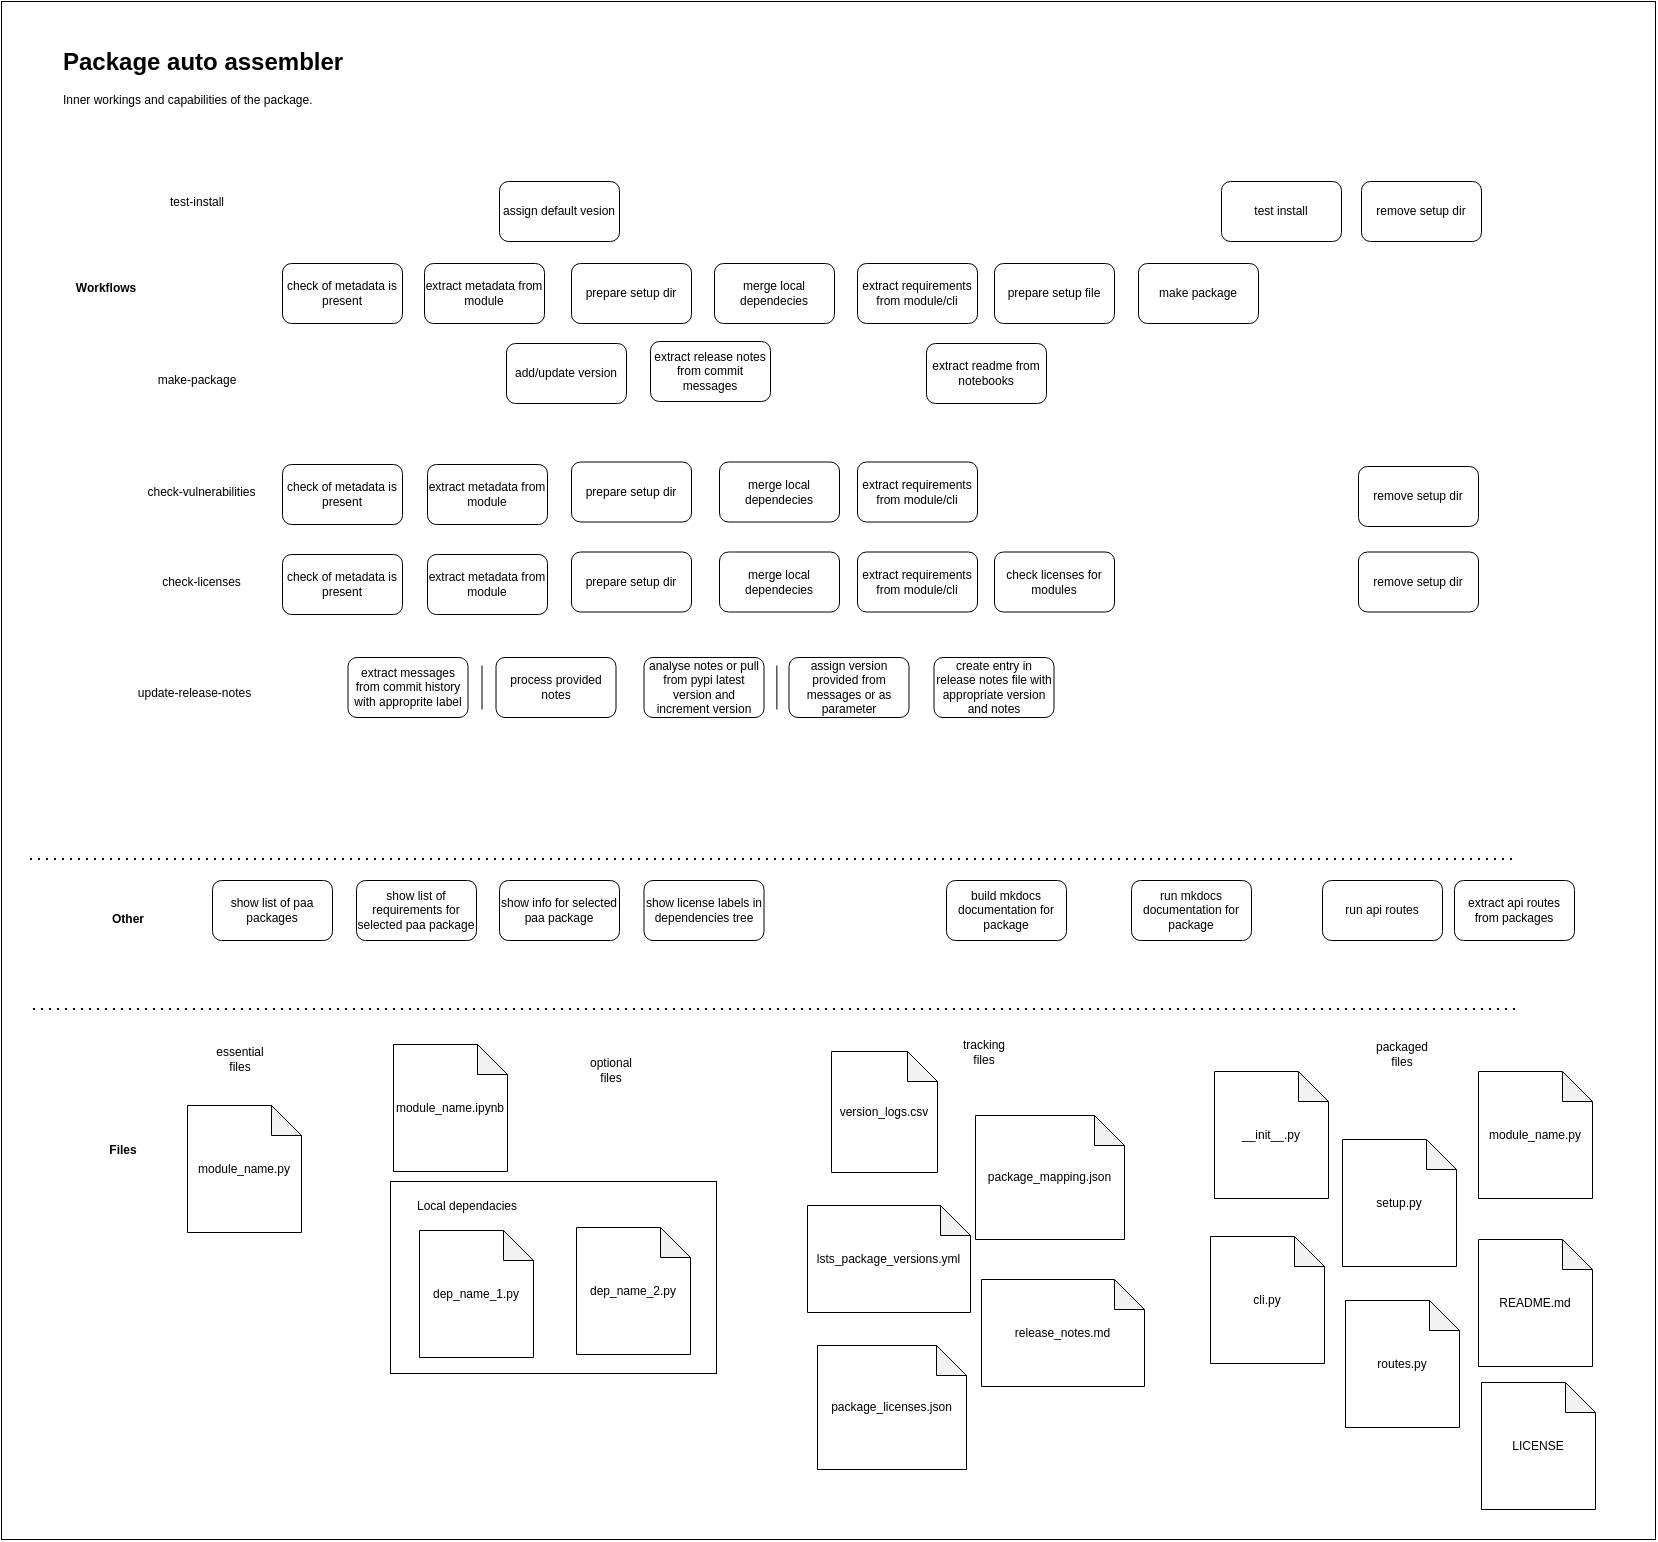 Package auto assembler
Inner workings and capabilities of the package.
test-install
assign default vesion
test install
remove setup dir
Workflows
check of metadata is
present
extract metadata from
module
prepare setup dir
merge local
dependecies
extract requirements
from module/cli
prepare setup file
make package
make-package
add/update version
extract release notes
from commit
messages
extract readme from
notebooks
check-vulnerabilities
check of metadata is
present
extract metadata from
module
prepare setup dir
merge local
dependecies
extract requirements
from module/cli
remove setup dir
check-licenses
check of metadata is
present
extract metadata from
module
prepare setup dir
merge local
dependecies
extract requirements
from module/cli
check licenses for
modules
remove setup dir
update-release-notes
extract messages
from commit history
with approprite label
process provided
notes
analyse notes or pull
from pypi latest
version and
increment version
assign version
provided from
messages or as
parameter
create entry in
release notes file with
appropriate version
and notes
Other
show list of paa
packages
show list of
requirements for
selected paa package
show info for selected
paa package
show license labels in
dependencies tree
build mkdocs
documentation for
package
run mkdocs
documentation for
package
run api routes
extract api routes
from packages
Files
essential
files
module_name.py
optional
files
module_name.ipynb
Local dependacies
dep_name_1.py
dep_name_2.py
tracking
files
version_logs.csv
package_mapping.json
lsts_package_versions.yml
release_notes.md
package_licenses.json
packaged
files
__init__.py
module_name.py
setup.py
cli.py
README.md
routes.py
LICENSE